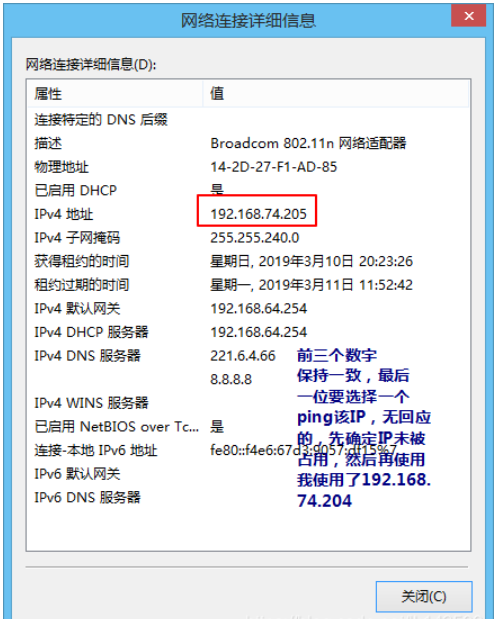 网络连接详细信息
网络连接详细信息(D):
属性 值
连接特定的 DNS 后缀
描述 Broadcom 802.11n 网络适配器
物理地址 14-2D-27-F1-AD-85
已启用 DHCP 是
IPv4 地址 192.168.74.205
IPv4 子网掩码 255.255.240.0
获得租约的时间 星期日, 2019年3月10日 20:23:26
租约过期的时间 星期一, 2019年3月11日 11:52:42
IPv4 默认网关 192.168.64.254
IPv4 DHCP 服务器 192.168.64.254
IPv4 DNS 服务器 221.6.4.66
8.8.8.8
IPv4 WINS 服务器
已启用 NetBIOS over Tc... 是
连接-本地 IPv6 地址 fe80::f4e6:67d3:9057:df15%7
IPv6 默认网关
IPv6 DNS 服务器
前三个数字
保持一致，最后
一位要选择一个
ping该IP，无回应
的，先确定IP未被
占用，然后再使用
我使用了192.168.
74.204
关闭(C)